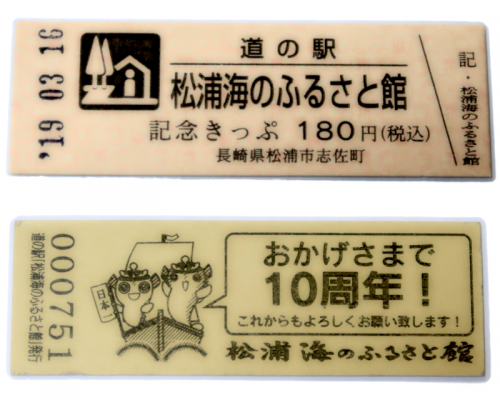 '19 03 16
道の駅
松浦海のふるさと館
記念きっぷ 180円(税込)
長崎県松浦市志佐町
記・松浦海のふるさと館
000751
道の駅「松浦海のふるさと館」発行
日本一
おかげさまで
10周年！
これからもよろしくお願い致します！
松浦海のふるさと館